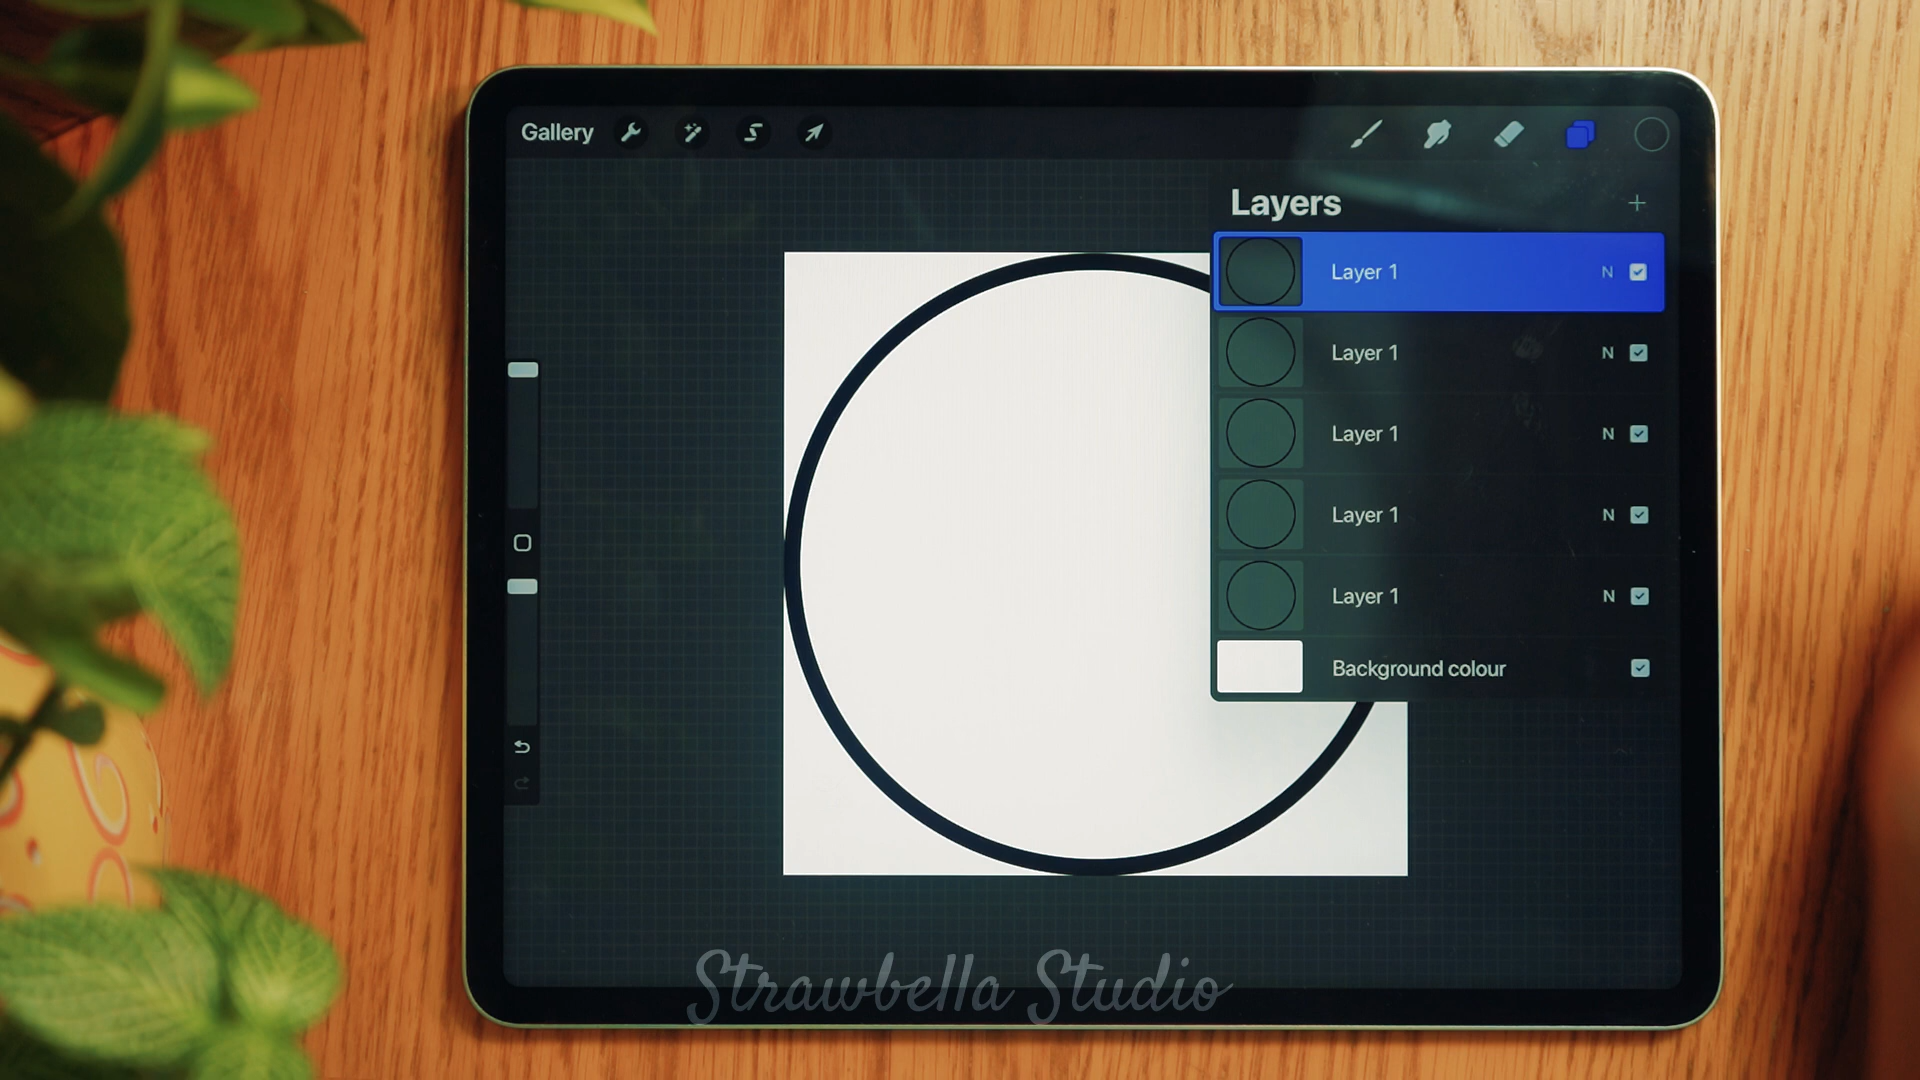 Gallery
Layers
Layer 1 N
Layer 1 N
Layer 1 N
Layer 1 N
Layer 1 N
Background colour
Strawbella Studio